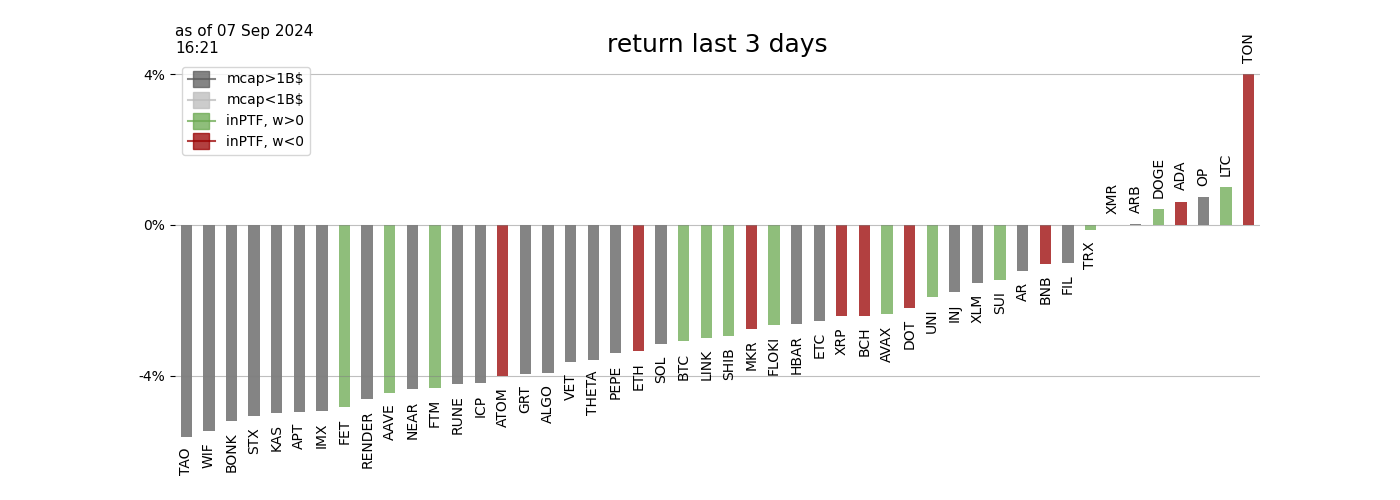 as of 07 Sep 2024
16:21
return last 3 days
mcap>1B$
mcap<1B$
inPTF, w>0
inPTF, w<0
4%
0%
-4%
TAO
WIF
BONK
STX
KAS
APT
IMX
FET
RENDER
AAVE
NEAR
FTM
RUNE
ICP
ATOM
GRT
ALGO
VET
THETA
PEPE
ETH
SOL
BTC
LINK
SHIB
MKR
FLOKI
HBAR
ETC
XRP
BCH
AVAX
DOT
UNI
INJ
XLM
SUI
AR
BNB
FIL
TRX
XMR
ARB
DOGE
ADA
OP
LTC
TON